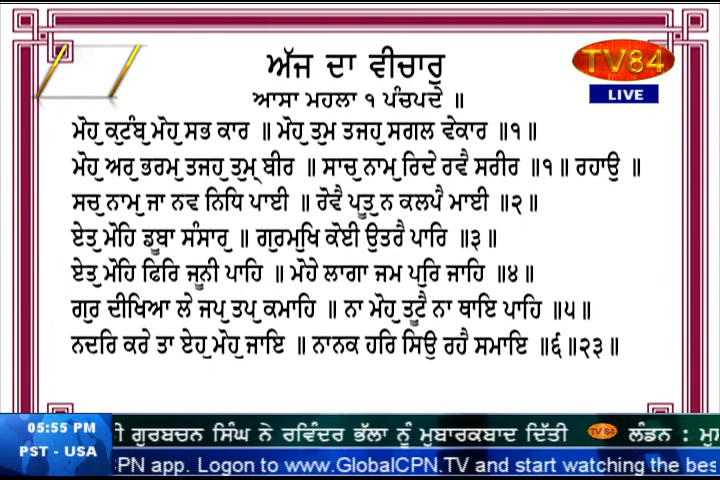 ਅੱਜ ਦਾ ਵੀਚਾਰੁ
TV84
LIVE
ਆਸਾ ਮਹਲਾ ੧ ਪੰਚਪਦੇ ॥
ਮੋਹੁ ਕੁਟੰਬੁ ਮੋਹੁ ਸਭ ਕਾਰ ॥ ਮੋਹੁ ਤੁਮ ਤਜਹੁ ਸਗਲ ਵੇਕਾਰ ॥੧॥
ਮੋਹੁ ਅਰੁ ਭਰਮੁ ਤਜਹੁ ਤੁਮ੍ਹ ਬੀਰ ॥ ਸਾਚੁ ਨਾਮੁ ਰਿਦੇ ਰਵੈ ਸਰੀਰ ॥੧॥ ਰਹਾਉ ॥
ਸਚੁ ਨਾਮੁ ਜਾ ਨਵ ਨਿਧਿ ਪਾਈ ॥ ਰੋਵੈ ਪੂਤੁ ਨ ਕਲਪੈ ਮਾਈ ॥੨॥
ਏਤੁ ਮੋਹਿ ਡੂਬਾ ਸੰਸਾਰੁ ॥ ਗੁਰਮੁਖਿ ਕੋਈ ਉਤਰੈ ਪਾਰਿ ॥੩॥
ਏਤੁ ਮੋਹਿ ਫਿਰਿ ਜੂਨੀ ਪਾਹਿ ॥ ਮੋਹੇ ਲਾਗਾ ਜਮ ਪੁਰਿ ਜਾਹਿ ॥੪॥
ਗੁਰ ਦੀਖਿਆ ਲੇ ਜਪੁ ਤਪੁ ਕਮਾਹਿ ॥ ਨਾ ਮੋਹੁ ਤੂਟੈ ਨਾ ਥਾਇ ਪਾਹਿ ॥੫॥
ਨਦਰਿ ਕਰੇ ਤਾ ਏਹੁ ਮੋਹੁ ਜਾਇ ॥ ਨਾਨਕ ਹਰਿ ਸਿਉ ਰਹੈ ਸਮਾਇ ॥੬॥੨੩॥
05:55 PM
PST - USA
ਗੁਰਬਚਨ ਸਿੰਘ ਨੇ ਰਵਿੰਦਰ ਭੱਲਾ ਨੂੰ ਮੁਬਾਰਕਬਾਦ ਦਿੱਤੀ TV 84 ਲੰਡਨ :
CPN app. Logon to www.GlobalCPN.TV and start watching the bes